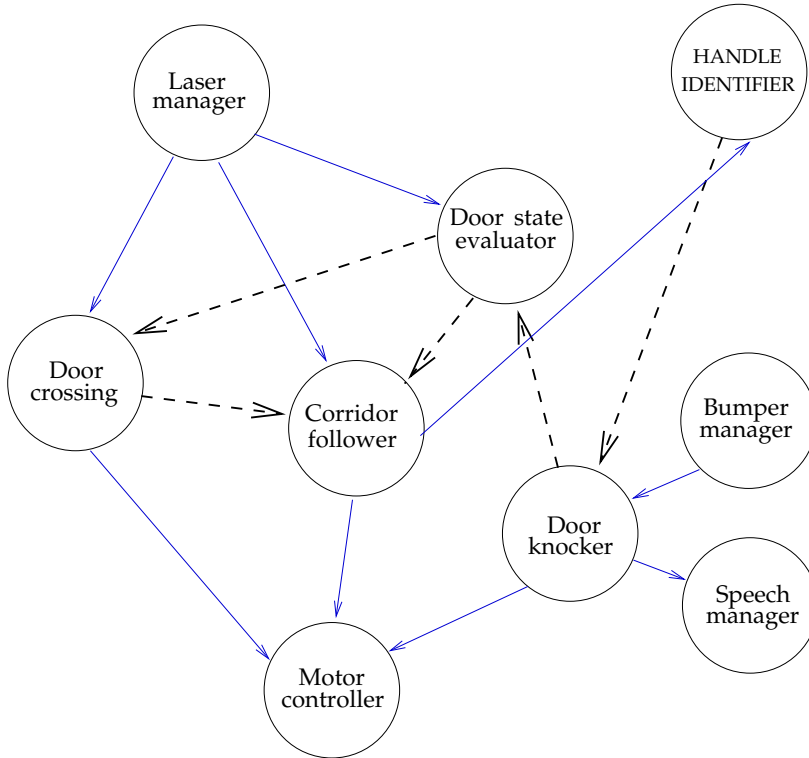 Laser
manager
HANDLE
IDENTIFIER
Door state
evaluator
Door
crossing
Corridor
follower
Bumper
manager
Door
knocker
Speech
manager
Motor
controller